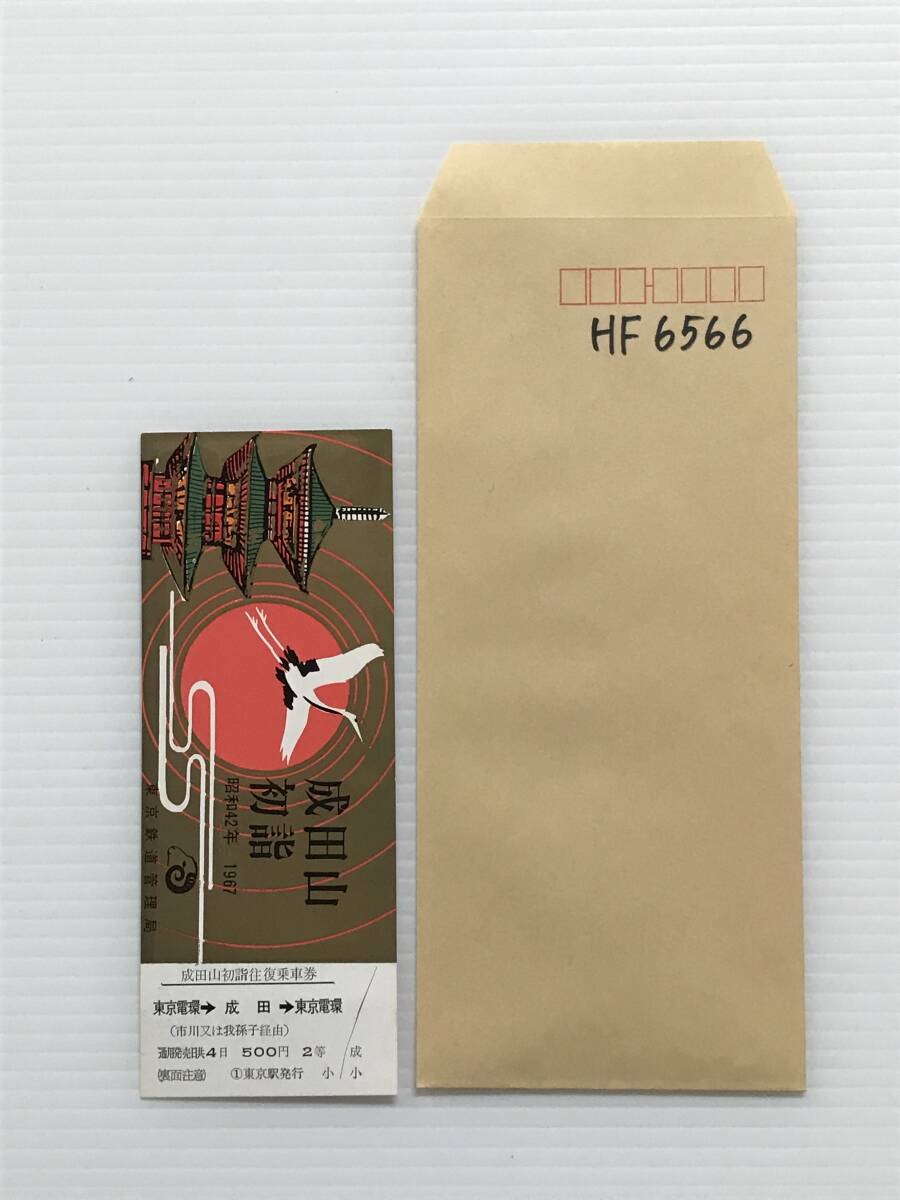 HF 6566
成田山
初詣
昭和42年 1967
東京鉄道管理局
成田山初詣往復乗車券
東京電環➔成田➔東京電環
(市川又は我孫子経由)
通用発売日共4日 500円 2等 成
(裏面注意) ①東京駅発行 小 小